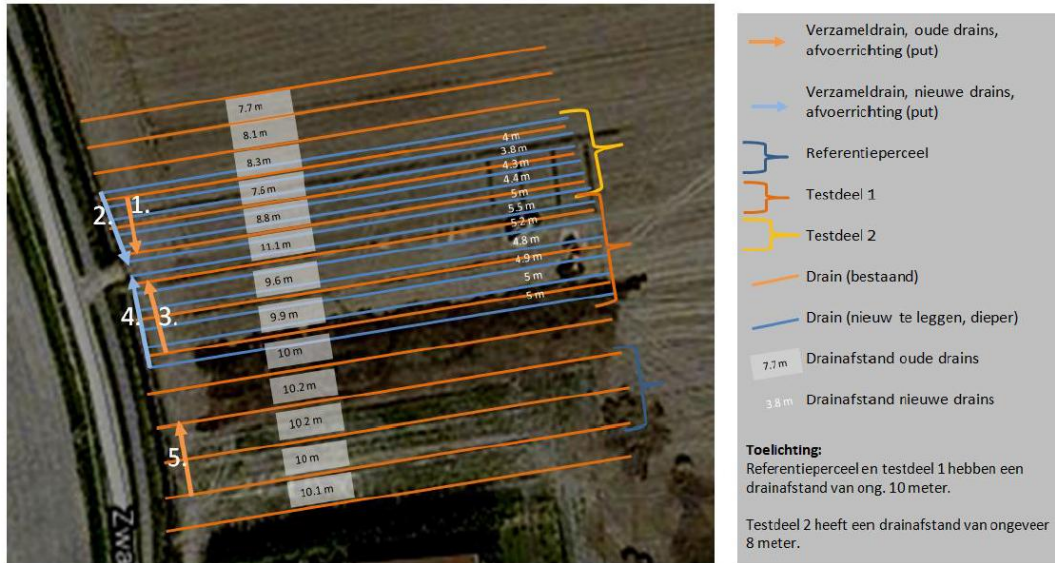 7.7 m
8.1 m
8.3 m
7.6 m
8.8 m
11.1 m
9.6 m
9.9 m
10 m
10.2 m
10.2 m
10 m
10.1 m
4 m
3.8 m
4.3 m
4.4 m
5 m
5.5 m
5.2 m
4.8 m
4.9 m
5 m
5 m
1.
2.
3.
4.
5.
Zwa
Verzameldrain, oude drains,
afvoerrichting (put)
Verzameldrain, nieuwe drains,
afvoerrichting (put)
Referentieperceel
Testdeel 1
Testdeel 2
Drain (bestaand)
Drain (nieuw te leggen, dieper)
7.7 m Drainafstand oude drains
3.8 m Drainafstand nieuwe drains
Toelichting:
Referentieperceel en testdeel 1 hebben een
drainafstand van ong. 10 meter.
Testdeel 2 heeft een drainafstand van ongeveer
8 meter.